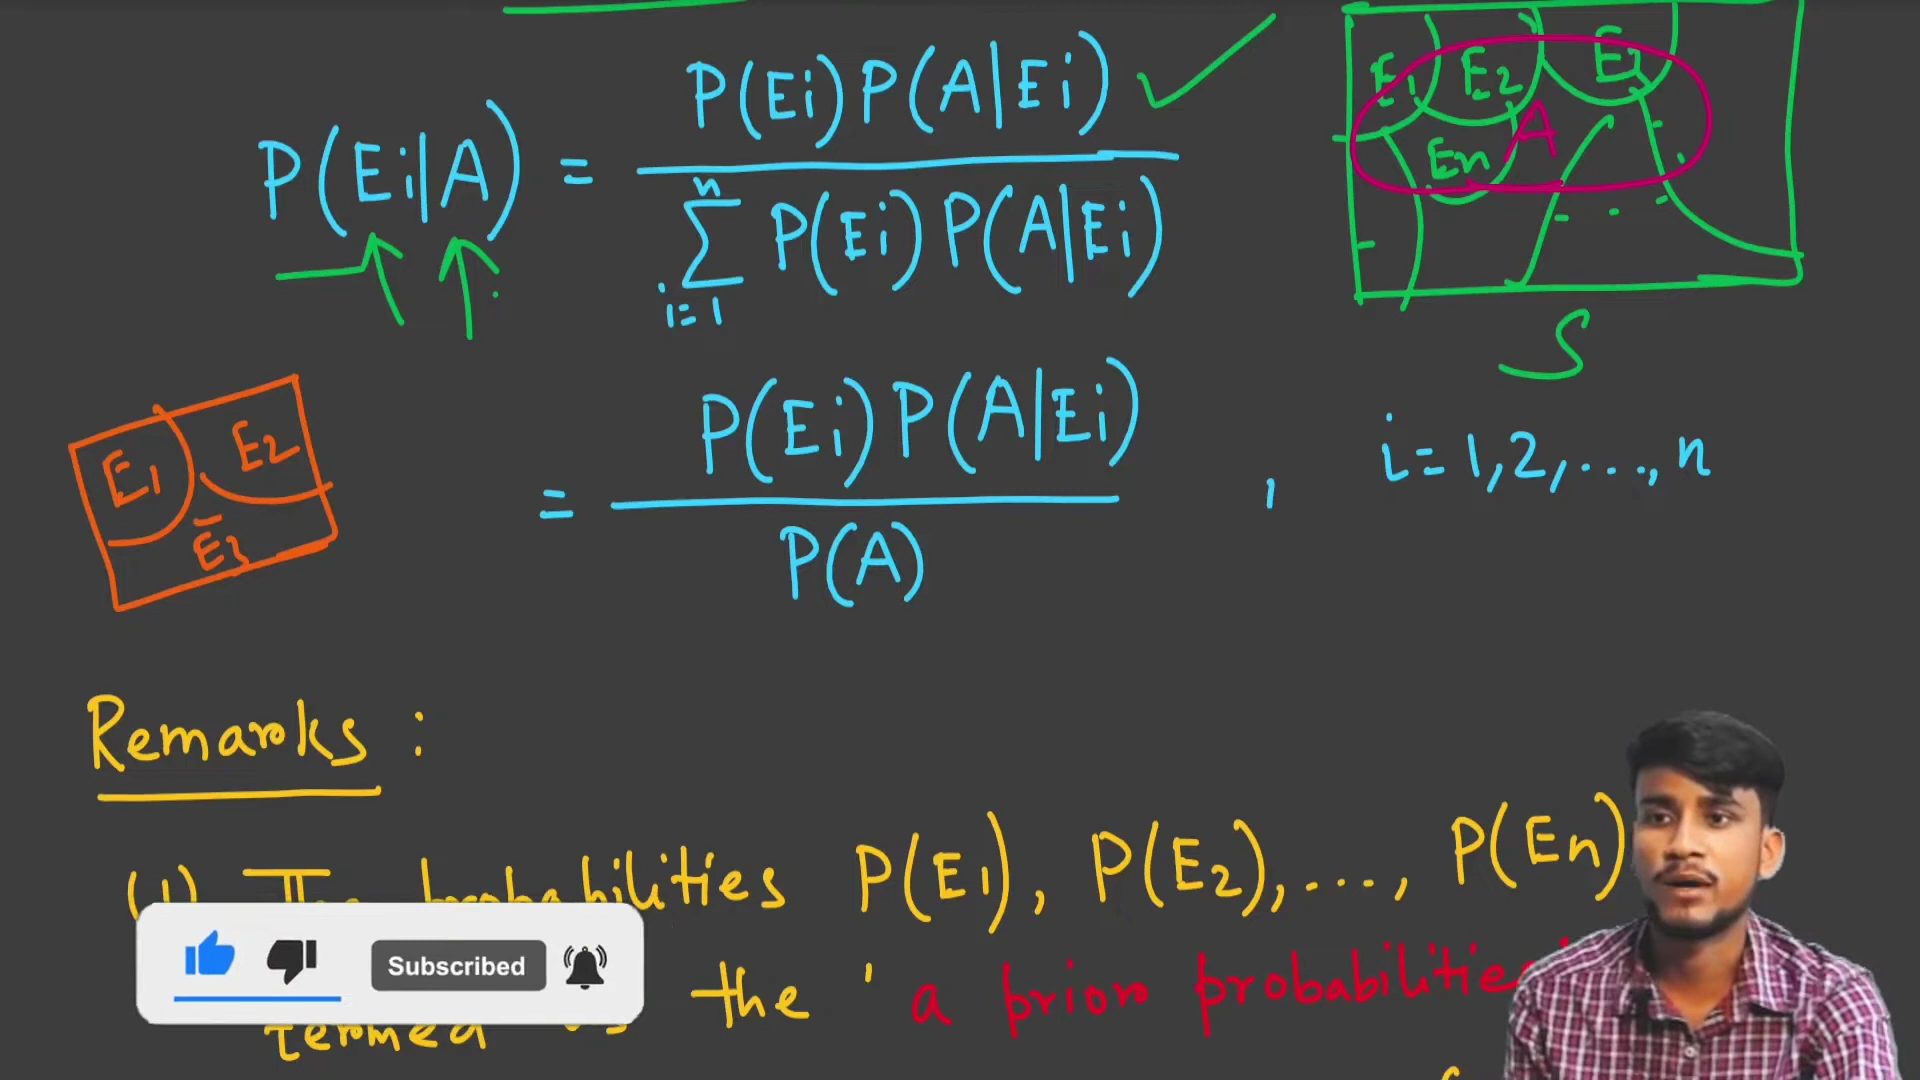 P(Ei|A) = P(Ei) P(A|Ei) / n Σ i=1 P(Ei) P(A|Ei)
E1 E2 E3
En A
S
= P(Ei) P(A|Ei) / P(A) , i = 1,2,...,n
E1 E2
E3
Remarks :
(1) The probabilities P(E1), P(E2),..., P(En)
Subscribed
termed as the ' a prior probabilities